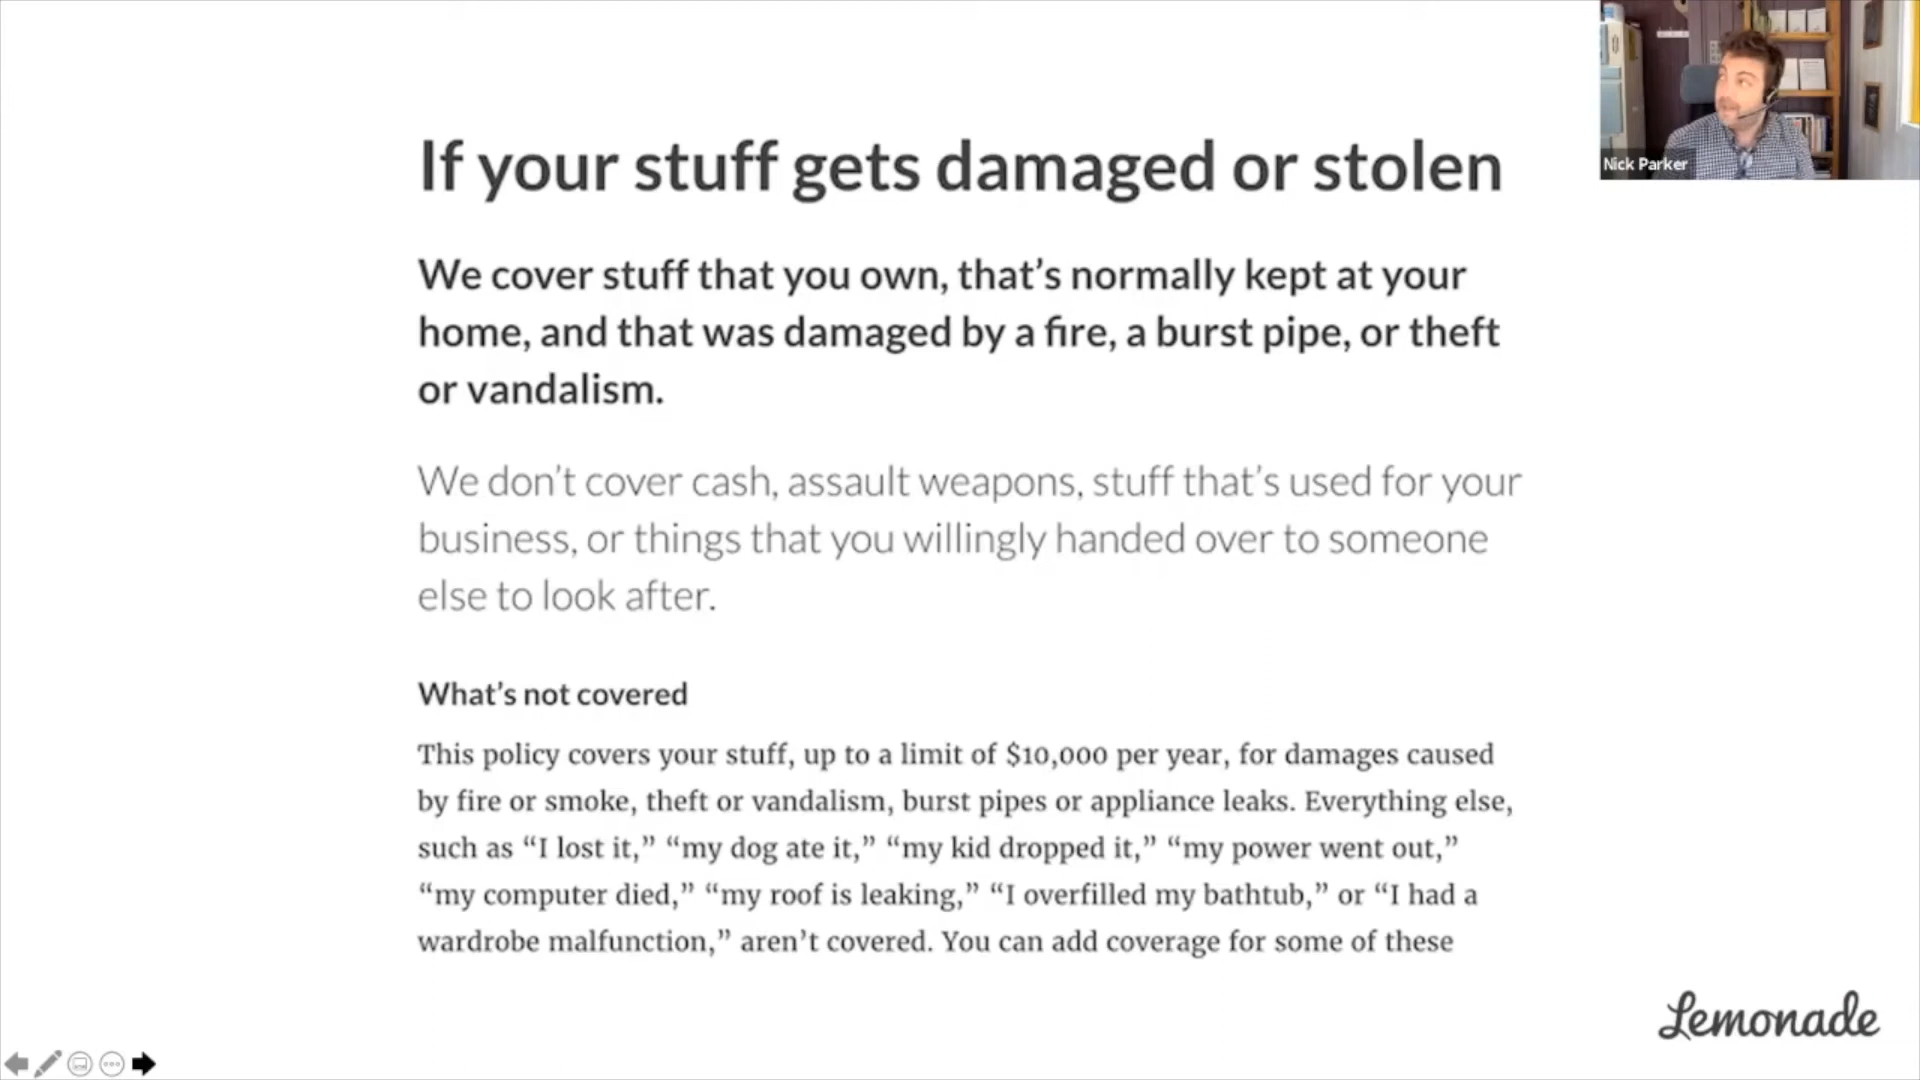 If your stuff gets damaged or stolen
Nick Parker
We cover stuff that you own, that’s normally kept at your
home, and that was damaged by a fire, a burst pipe, or theft
or vandalism.
We don’t cover cash, assault weapons, stuff that’s used for your
business, or things that you willingly handed over to someone
else to look after.
What’s not covered
This policy covers your stuff, up to a limit of $10,000 per year, for damages caused
by fire or smoke, theft or vandalism, burst pipes or appliance leaks. Everything else,
such as “I lost it,” “my dog ate it,” “my kid dropped it,” “my power went out,”
“my computer died,” “my roof is leaking,” “I overfilled my bathtub,” or “I had a
wardrobe malfunction,” aren’t covered. You can add coverage for some of these
Lemonade